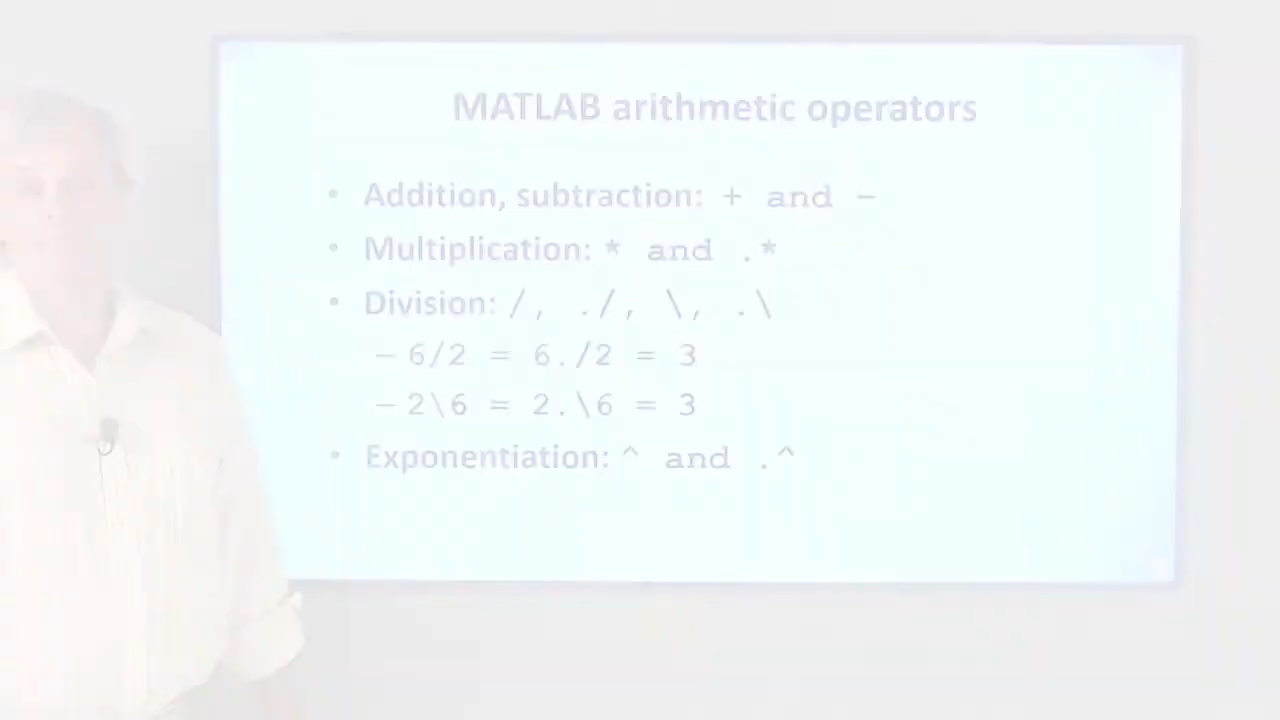 MATLAB arithmetic operators
• Addition, subtraction: + and -
• Multiplication: * and .*
• Division: /, ./, \, .\
– 6/2 = 6./2 = 3
– 2\6 = 2.\6 = 3
• Exponentiation: ^ and .^